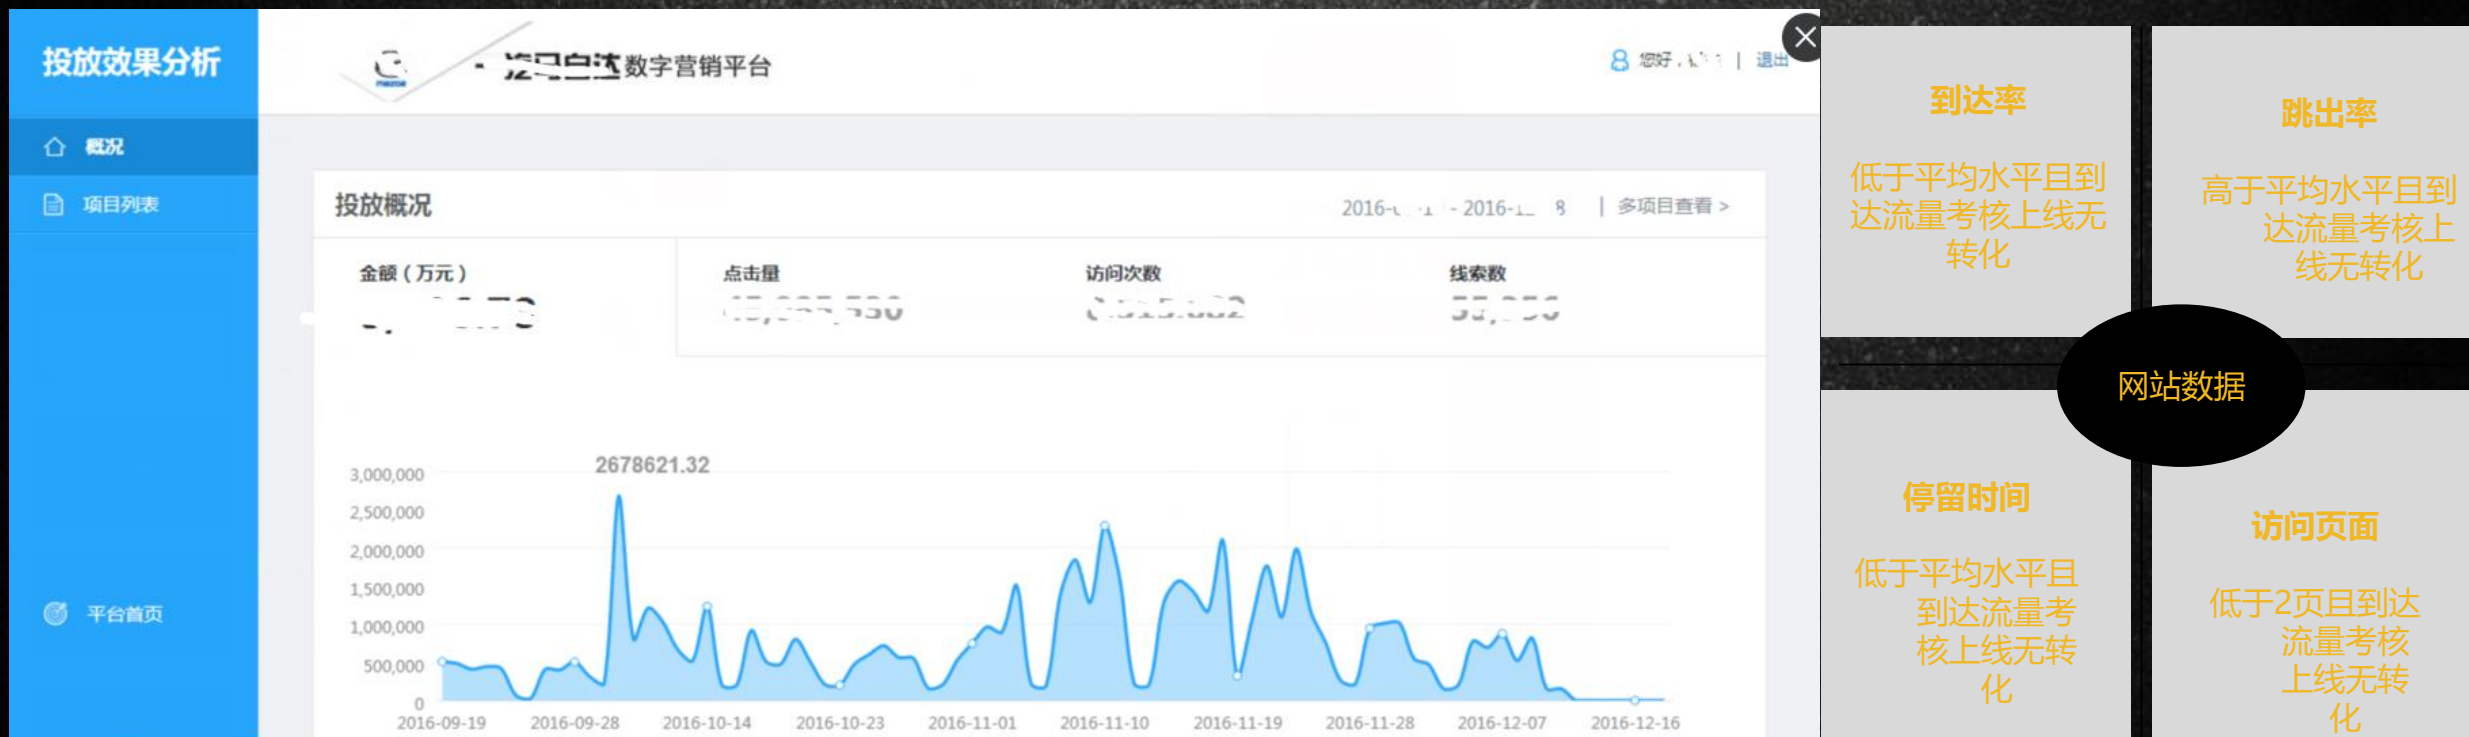 投放效果分析
概况
项目列表
平台首页
数字营销平台
您好,
| 退出
投放概况
| 多项目查看 >
金额(万元)
点击量
访问次数
线索数
2678621.32
3,000,000
2,500,000
2,000,000
1,500,000
1,000,000
500,000
0
2016-09-19
2016-09-28
2016-10-14
2016-10-23
2016-11-01
2016-11-10
2016-11-19
2016-11-28
2016-12-07
2016-12-16
到达率
低于平均水平且到
达流量考核上线无
转化
跳出率
高于平均水平且到
达流量考核上
线无转化
网站数据
停留时间
低于平均水平且
到达流量考
核上线无转
化
访问页面
低于2页且到达
流量考核
上线无转
化